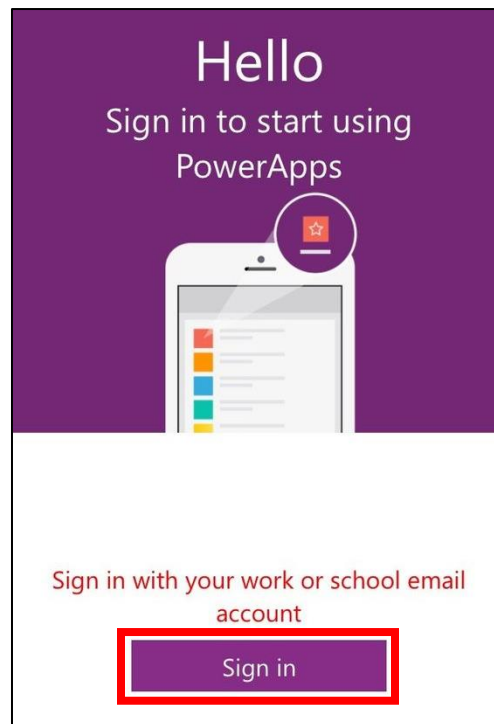 Hello
Sign in to start using
PowerApps
Sign in with your work or school email
account
Sign in